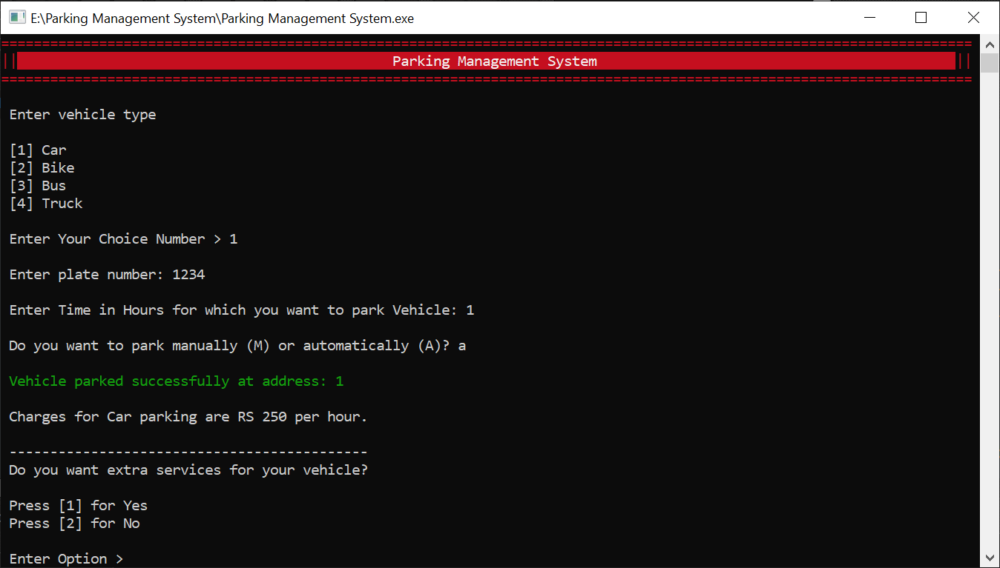 E:\Parking Management System\Parking Management System.exe
=======================================================================================================================
|| Parking Management System ||
=======================================================================================================================
Enter vehicle type
[1] Car
[2] Bike
[3] Bus
[4] Truck
Enter Your Choice Number > 1
Enter plate number: 1234
Enter Time in Hours for which you want to park Vehicle: 1
Do you want to park manually (M) or automatically (A)? a
Vehicle parked successfully at address: 1
Charges for Car parking are RS 250 per hour.
--------------------------------------------
Do you want extra services for your vehicle?
Press [1] for Yes
Press [2] for No
Enter Option >